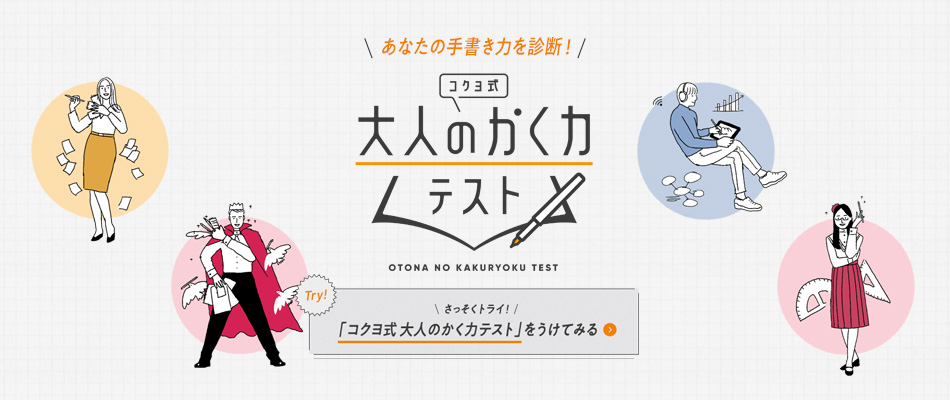 あなたの手書き力を診断！
コクヨ式
大人のかく力
テスト
OTONA NO KAKURYOKU TEST
Try!
さっそくトライ！
「コクヨ式 大人のかく力テスト」をうけてみる